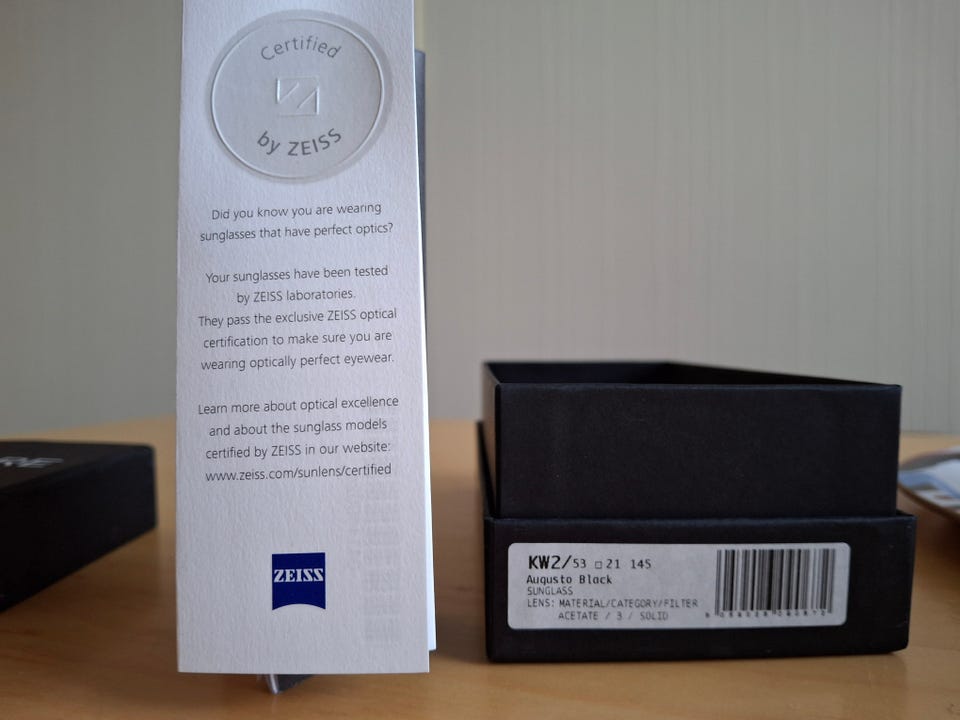 Certified
by ZEISS
Did you know you are wearing
sunglasses that have perfect optics?
Your sunglasses have been tested
by ZEISS laboratories.
They pass the exclusive ZEISS optical
certification to make sure you are
wearing optically perfect eyewear.
Learn more about optical excellence
and about the sunglass models
certified by ZEISS in our website:
www.zeiss.com/sunlens/certified
ZEISS
RE
KW2/53 □ 21 145
Augusto Black
SUNGLASS
LENS: MATERIAL/CATEGORY/FILTER
ACETATE / 3 / SOLID